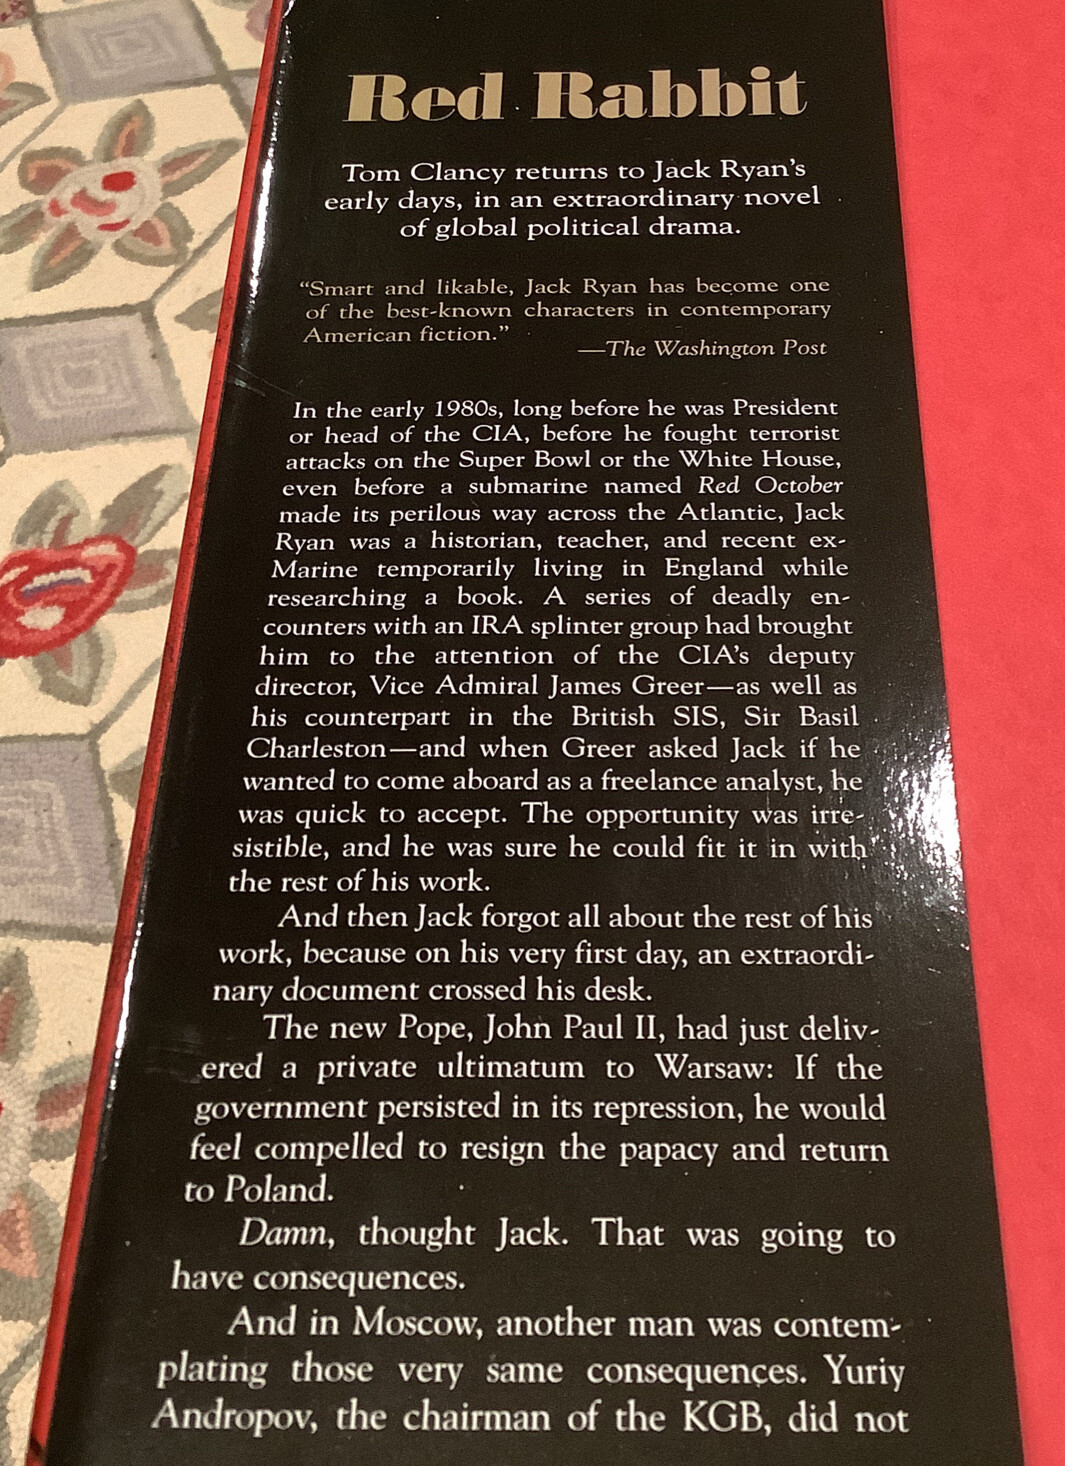 Red Rabbit
Tom Clancy returns to Jack Ryan's
early days, in an extraordinary novel
of global political drama.
“Smart and likable, Jack Ryan has become one
of the best-known characters in contemporary
American fiction.”
—The Washington Post
In the early 1980s, long before he was President
or head of the CIA, before he fought terrorist
attacks on the Super Bowl or the White House,
even before a submarine named Red October
made its perilous way across the Atlantic, Jack
Ryan was a historian, teacher, and recent ex-
Marine temporarily living in England while
researching a book. A series of deadly en-
counters with an IRA splinter group had brought
him to the attention of the CIA's deputy
director, Vice Admiral James Greer—as well as
his counterpart in the British SIS, Sir Basil
Charleston—and when Greer asked Jack if he
wanted to come aboard as a freelance analyst, he
was quick to accept. The opportunity was irre-
sistible, and he was sure he could fit it in with
the rest of his work.
And then Jack forgot all about the rest of his
work, because on his very first day, an extraordi-
nary document crossed his desk.
The new Pope, John Paul II, had just deliv-
ered a private ultimatum to Warsaw: If the
government persisted in its repression, he would
feel compelled to resign the papacy and return
to Poland.
Damn, thought Jack. That was going to
have consequences.
And in Moscow, another man was contem-
plating those very same consequences. Yuriy
Andropov, the chairman of the KGB, did not